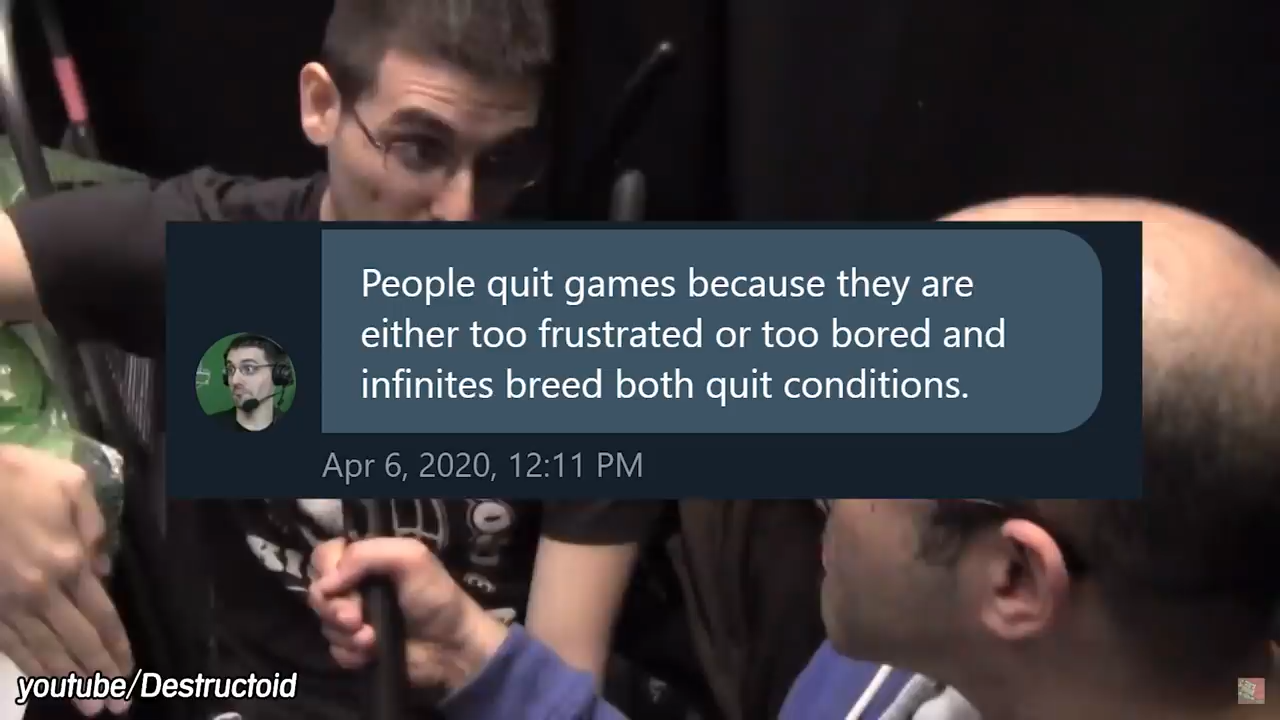 People quit games because they are
either too frustrated or too bored and
infinites breed both quit conditions.
Apr 6, 2020, 12:11 PM
youtube/Destructoid